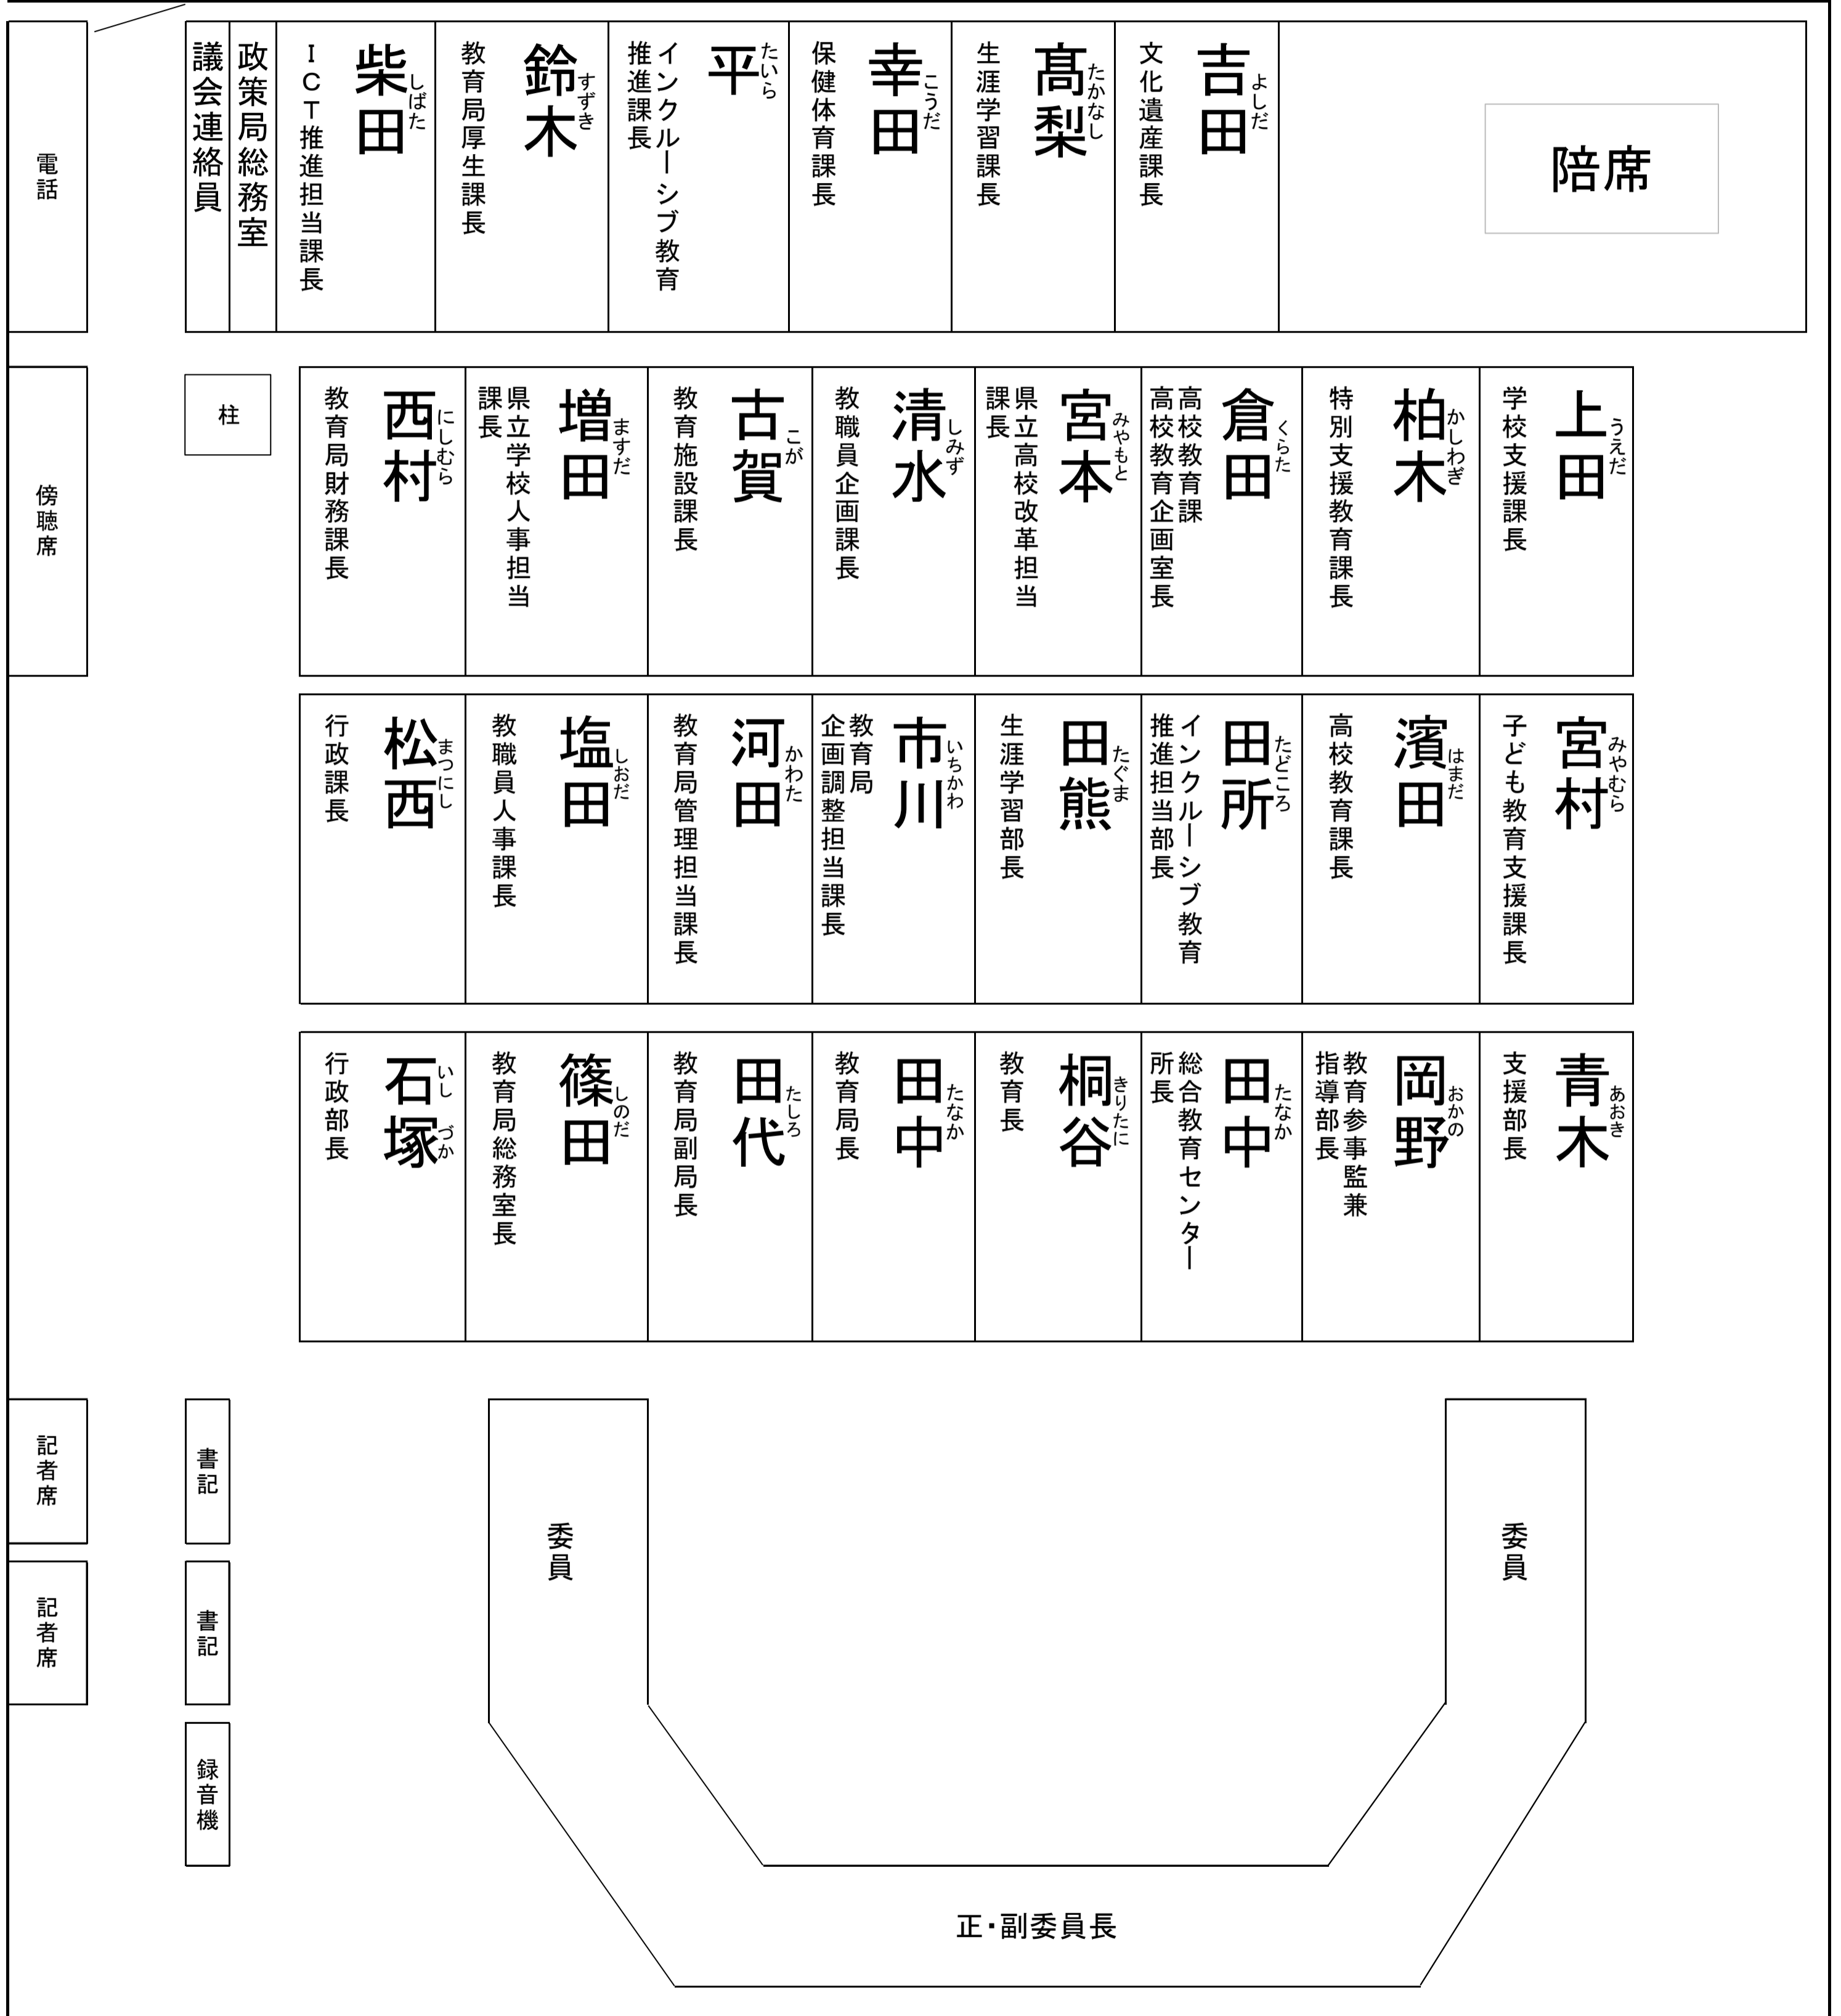 電話
議会連絡員
政策局総務室
ICT推進担当課長
柴田
しばた
教育局厚生課長
鈴木
すずき
インクルーシブ教育
推進課長
平
たいら
保健体育課長
幸田
こうだ
生涯学習課長
髙梨
たかなし
文化遺産課長
吉田
よしだ
陪席
傍聴席
柱
教育局財務課長
西村
にしむら
県立学校人事担当
課長
増田
ますだ
教育施設課長
古賀
こが
教職員企画課長
清水
しみず
県立高校改革担当
課長
宮本
みやもと
高校教育課
高校教育企画室長
倉田
くらた
特別支援教育課長
柏木
かしわぎ
学校支援課長
上田
うえだ
行政課長
松西
まつにし
教職員人事課長
塩田
しおだ
教育局管理担当課長
河田
かわた
教育局
企画調整担当課長
市川
いちかわ
生涯学習部長
田熊
たぐま
インクルーシブ教育
推進担当部長
田所
たどころ
高校教育課長
濱田
はまだ
子ども教育支援課長
宮村
みやむら
行政部長
石塚
いし づか
教育局総務室長
篠田
しのだ
教育局副局長
田代
たしろ
教育局長
田中
たなか
教育長
桐谷
きりたに
総合教育センター
所長
田中
たなか
教育参事監兼
指導部長
岡野
おかの
支援部長
青木
あおき
記者席
書記
委員
委員
記者席
書記
録音機
正・副委員長